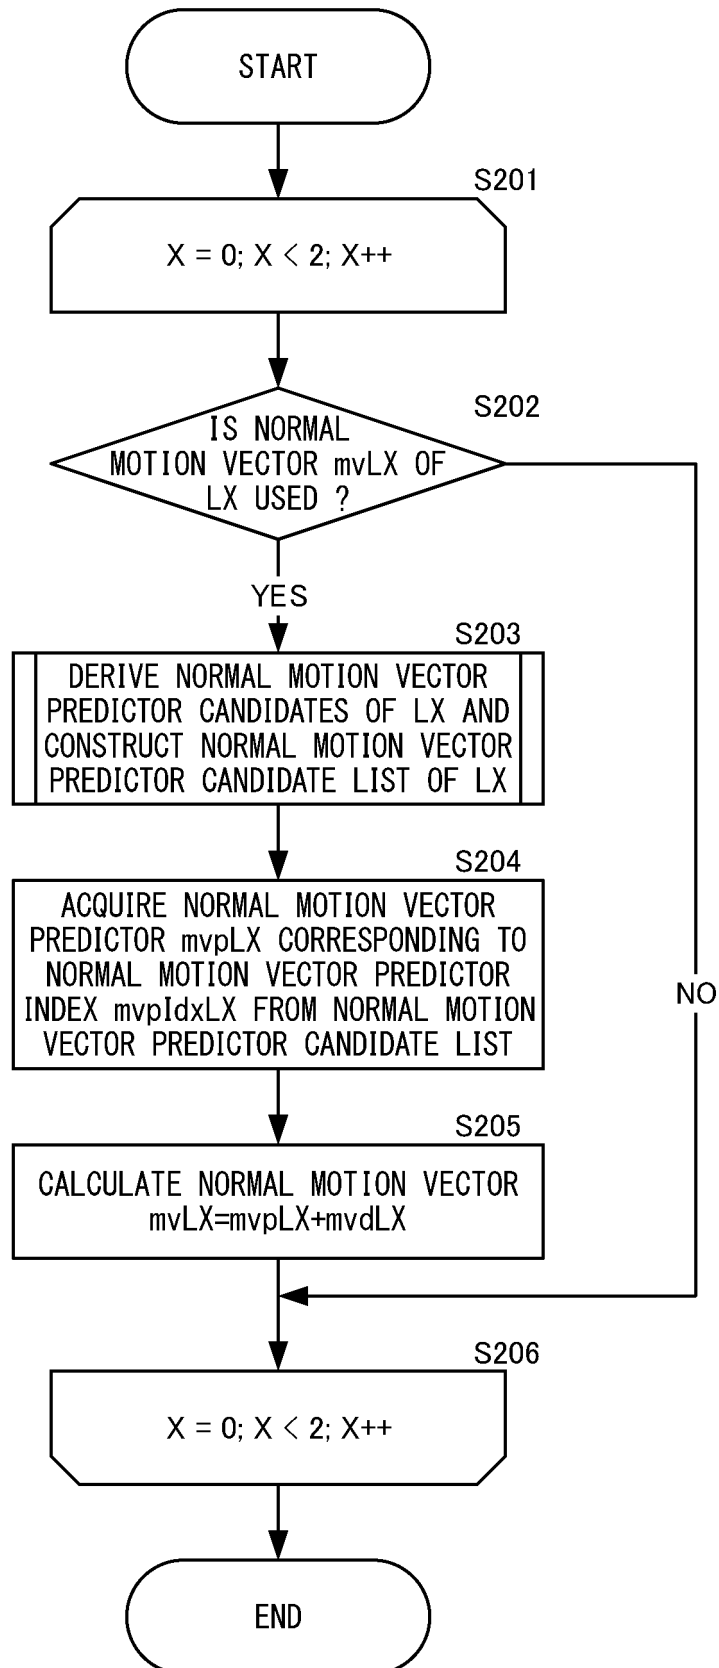 START
S201
X = 0; X < 2; X++
S202
IS NORMAL
MOTION VECTOR mvLX OF
LX USED ?
YES
S203
DERIVE NORMAL MOTION VECTOR
PREDICTOR CANDIDATES OF LX AND
CONSTRUCT NORMAL MOTION VECTOR
PREDICTOR CANDIDATE LIST OF LX
S204
ACQUIRE NORMAL MOTION VECTOR
PREDICTOR mvpLX CORRESPONDING TO
NORMAL MOTION VECTOR PREDICTOR
INDEX mvpIdxLX FROM NORMAL MOTION
VECTOR PREDICTOR CANDIDATE LIST
NO
S205
CALCULATE NORMAL MOTION VECTOR
mvLX=mvpLX+mvdLX
S206
X = 0; X < 2; X++
END